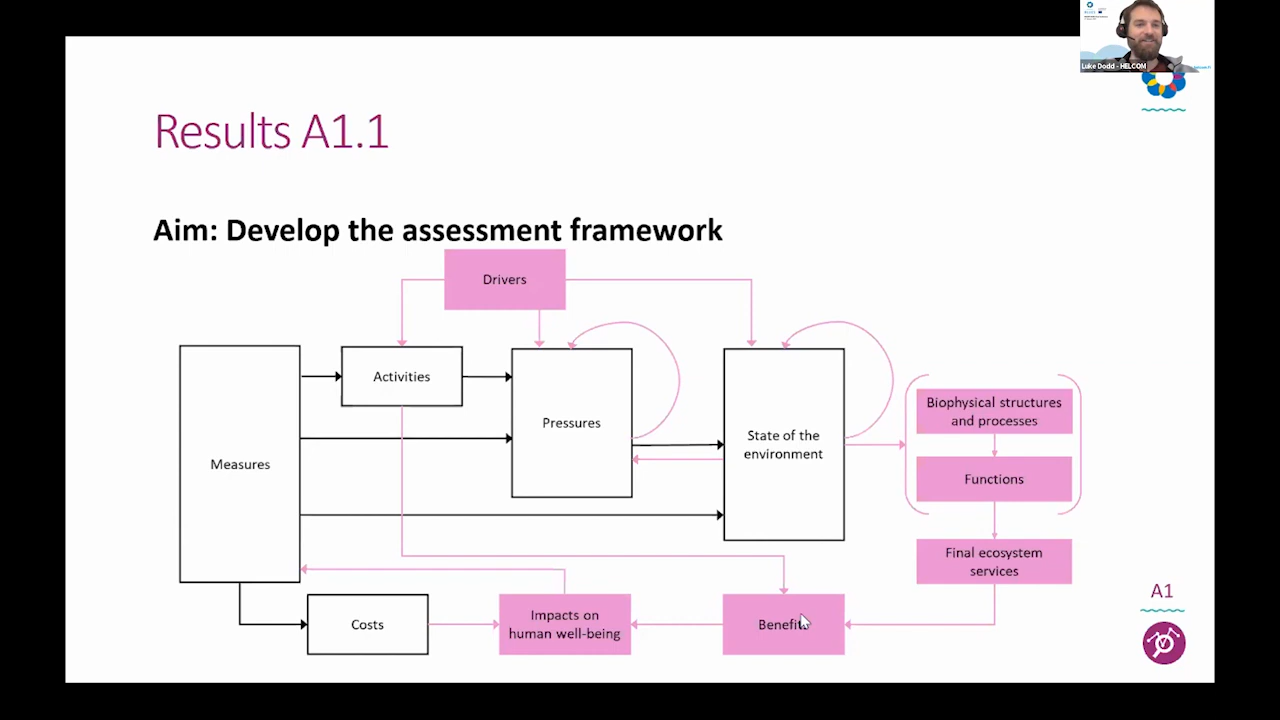 Luke Dodd - HELCOM
Results A1.1
Aim: Develop the assessment framework
Drivers
Activities
Pressures
State of the
environment
Measures
Biophysical structures
and processes
Functions
Final ecosystem
services
Costs
Impacts on
human well-being
Benefits
A1